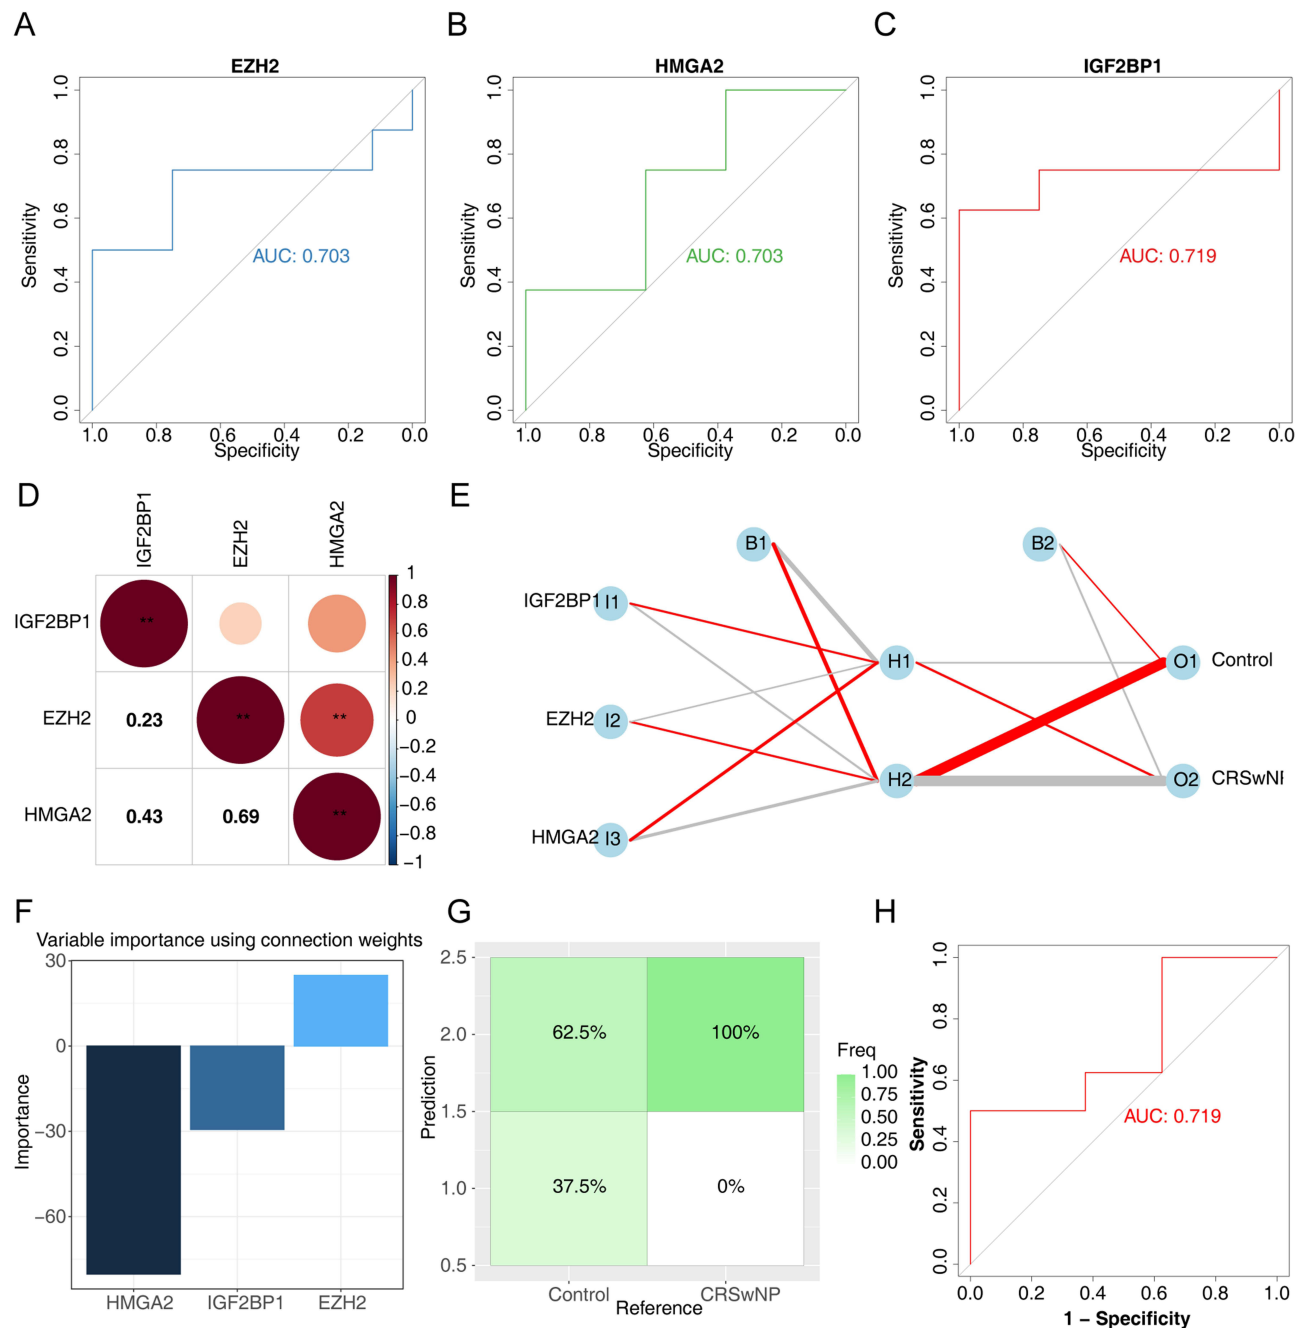 A
B
C
EZH2
HMGA2
IGF2BP1
1.0
0.8
0.6
0.4
0.2
0.0
Sensitivity
AUC: 0.703
1.0 0.8 0.6 0.4 0.2 0.0
Specificity
1.0
0.8
0.6
0.4
0.2
0.0
Sensitivity
AUC: 0.703
1.0 0.8 0.6 0.4 0.2 0.0
Specificity
1.0
0.8
0.6
0.4
0.2
0.0
Sensitivity
AUC: 0.719
1.0 0.8 0.6 0.4 0.2 0.0
Specificity
D
IGF2BP1
EZH2
HMGA2
IGF2BP1 **
EZH2 0.23 ** **
HMGA2 0.43 0.69 **
1
0.8
0.6
0.4
0.2
0
−0.2
−0.4
−0.6
−0.8
−1
E
B1
B2
IGF2BP1 I1
H1
O1 Control
EZH2 I2
H2
O2 CRSwNI
HMGA2 I3
F
Variable importance using connection weights
30
0
−30
−60
Importance
HMGA2 IGF2BP1 EZH2
G
2.5
2.0
1.5
1.0
0.5
Prediction
62.5% 100%
37.5% 0%
Control CRSwNP
Reference
Freq
1.00
0.75
0.50
0.25
0.00
H
1.0
0.8
0.6
0.4
0.2
0.0
Sensitivity
AUC: 0.719
0.0 0.2 0.4 0.6 0.8 1.0
1 − Specificity